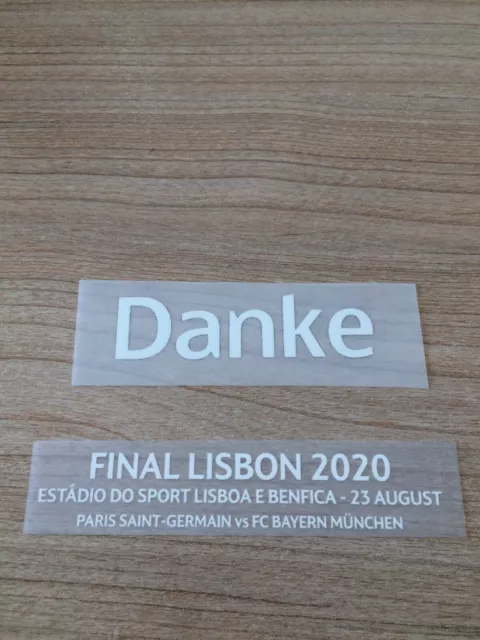 Danke
FINAL LISBON 2020
ESTÁDIO DO SPORT LISBOA E BENFICA - 23 AUGUST
PARIS SAINT-GERMAIN vs FC BAYERN MÜNCHEN